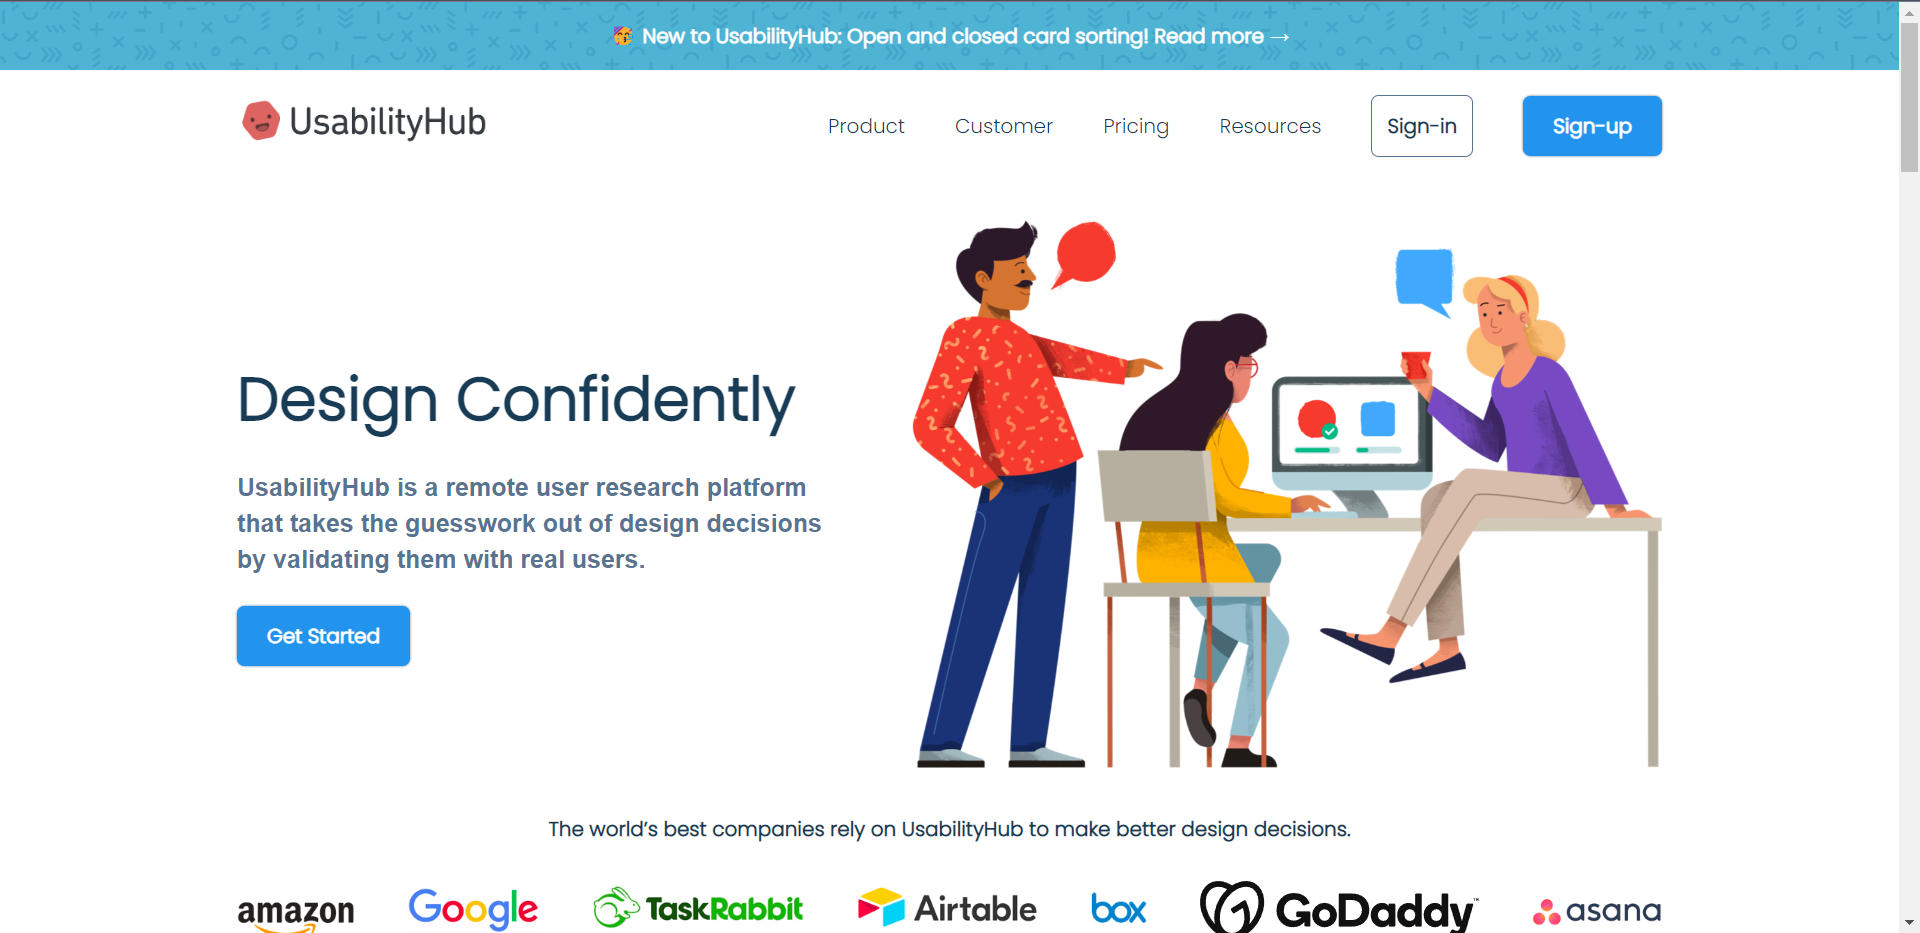 🥳 New to UsabilityHub: Open and closed card sorting! Read more →
UsabilityHub
Product
Customer
Pricing
Resources
Sign-in
Sign-up
Design Confidently
UsabilityHub is a remote user research platform
that takes the guesswork out of design decisions
by validating them with real users.
Get Started
The world’s best companies rely on UsabilityHub to make better design decisions.
amazon
Google
TaskRabbit
Airtable
box
GoDaddy™
asana